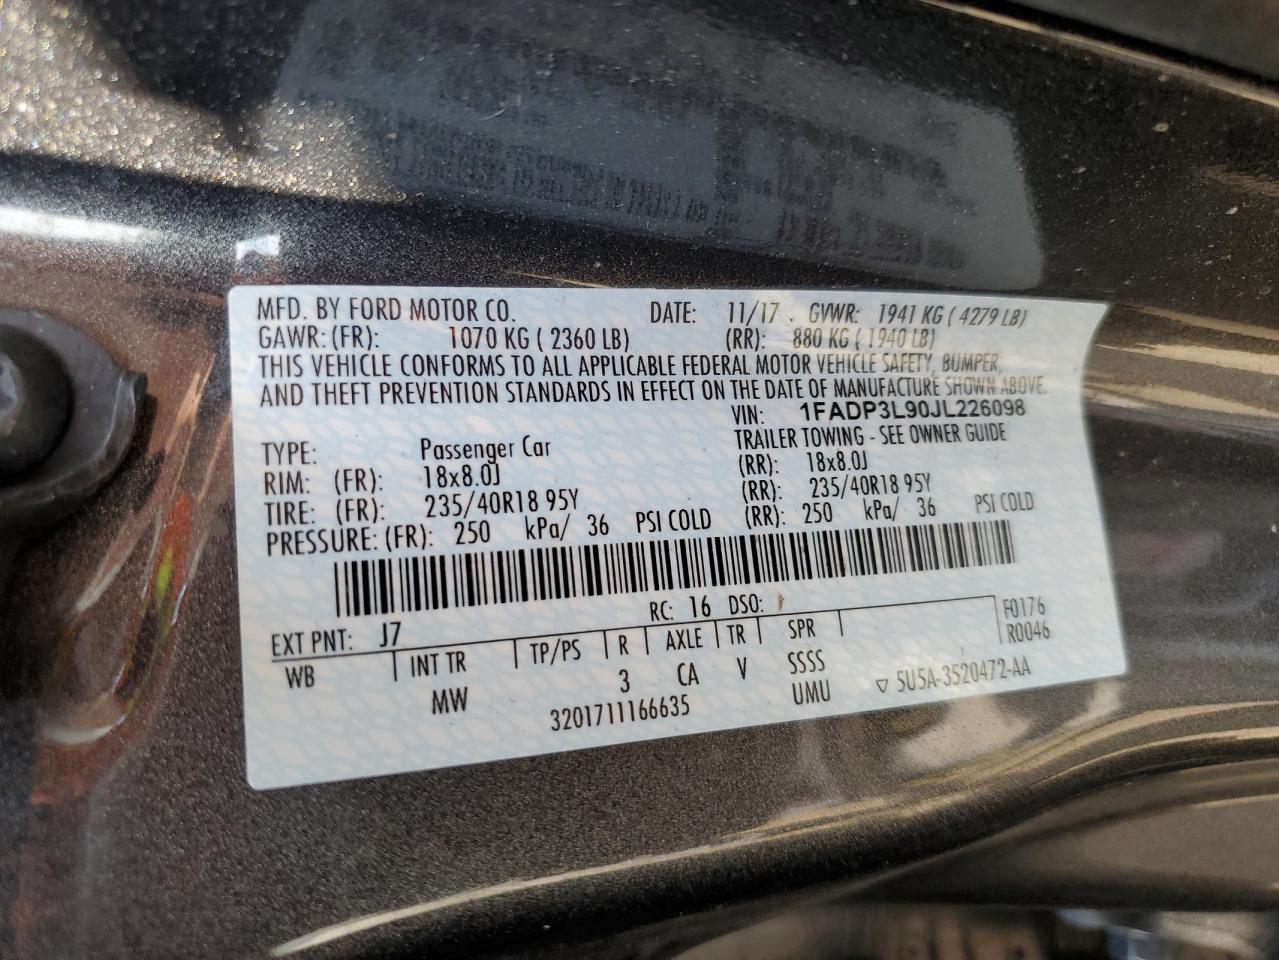 MFD. BY FORD MOTOR CO. DATE: 11/17 . GVWR: 1941 KG ( 4279 LB)
GAWR: (FR): 1070 KG ( 2360 LB) (RR): 880 KG ( 1940 LB)
THIS VEHICLE CONFORMS TO ALL APPLICABLE FEDERAL MOTOR VEHICLE SAFETY, BUMPER,
AND THEFT PREVENTION STANDARDS IN EFFECT ON THE DATE OF MANUFACTURE SHOWN ABOVE.
VIN: 1FADP3L90JL226098
TYPE: Passenger Car TRAILER TOWING - SEE OWNER GUIDE
RIM: (FR): 18x8.0J (RR): 18x8.0J
TIRE: (FR): 235/40R18 95Y (RR): 235/40R18 95Y
PRESSURE: (FR): 250 kPa/ 36 PSI COLD (RR): 250 kPa/ 36 PSI COLD
EXT PNT: J7 RC: 16 DSO: F0176
WB INT TR TP/PS R AXLE TR SPR R0046
MW 3 CA V SSSS
3201711166635 UMU ▽ 5U5A-3520472-AA